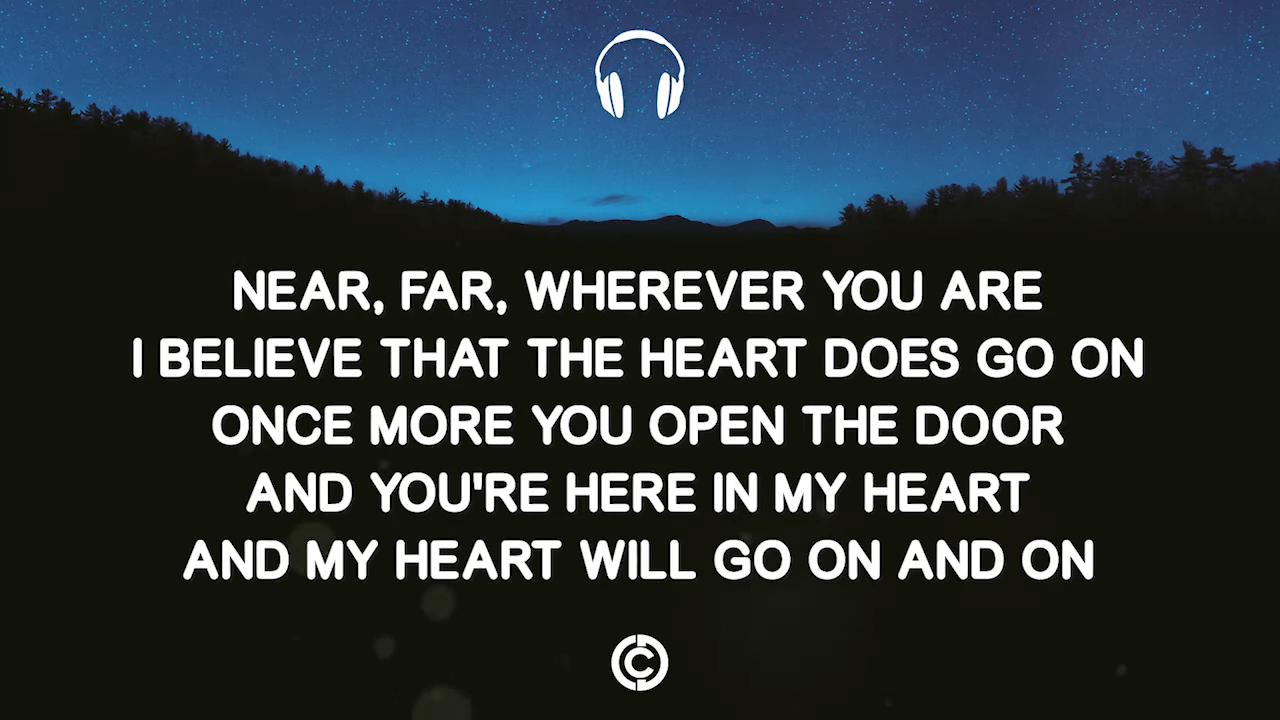 NEAR, FAR, WHEREVER YOU ARE
I BELIEVE THAT THE HEART DOES GO ON
ONCE MORE YOU OPEN THE DOOR
AND YOU'RE HERE IN MY HEART
AND MY HEART WILL GO ON AND ON